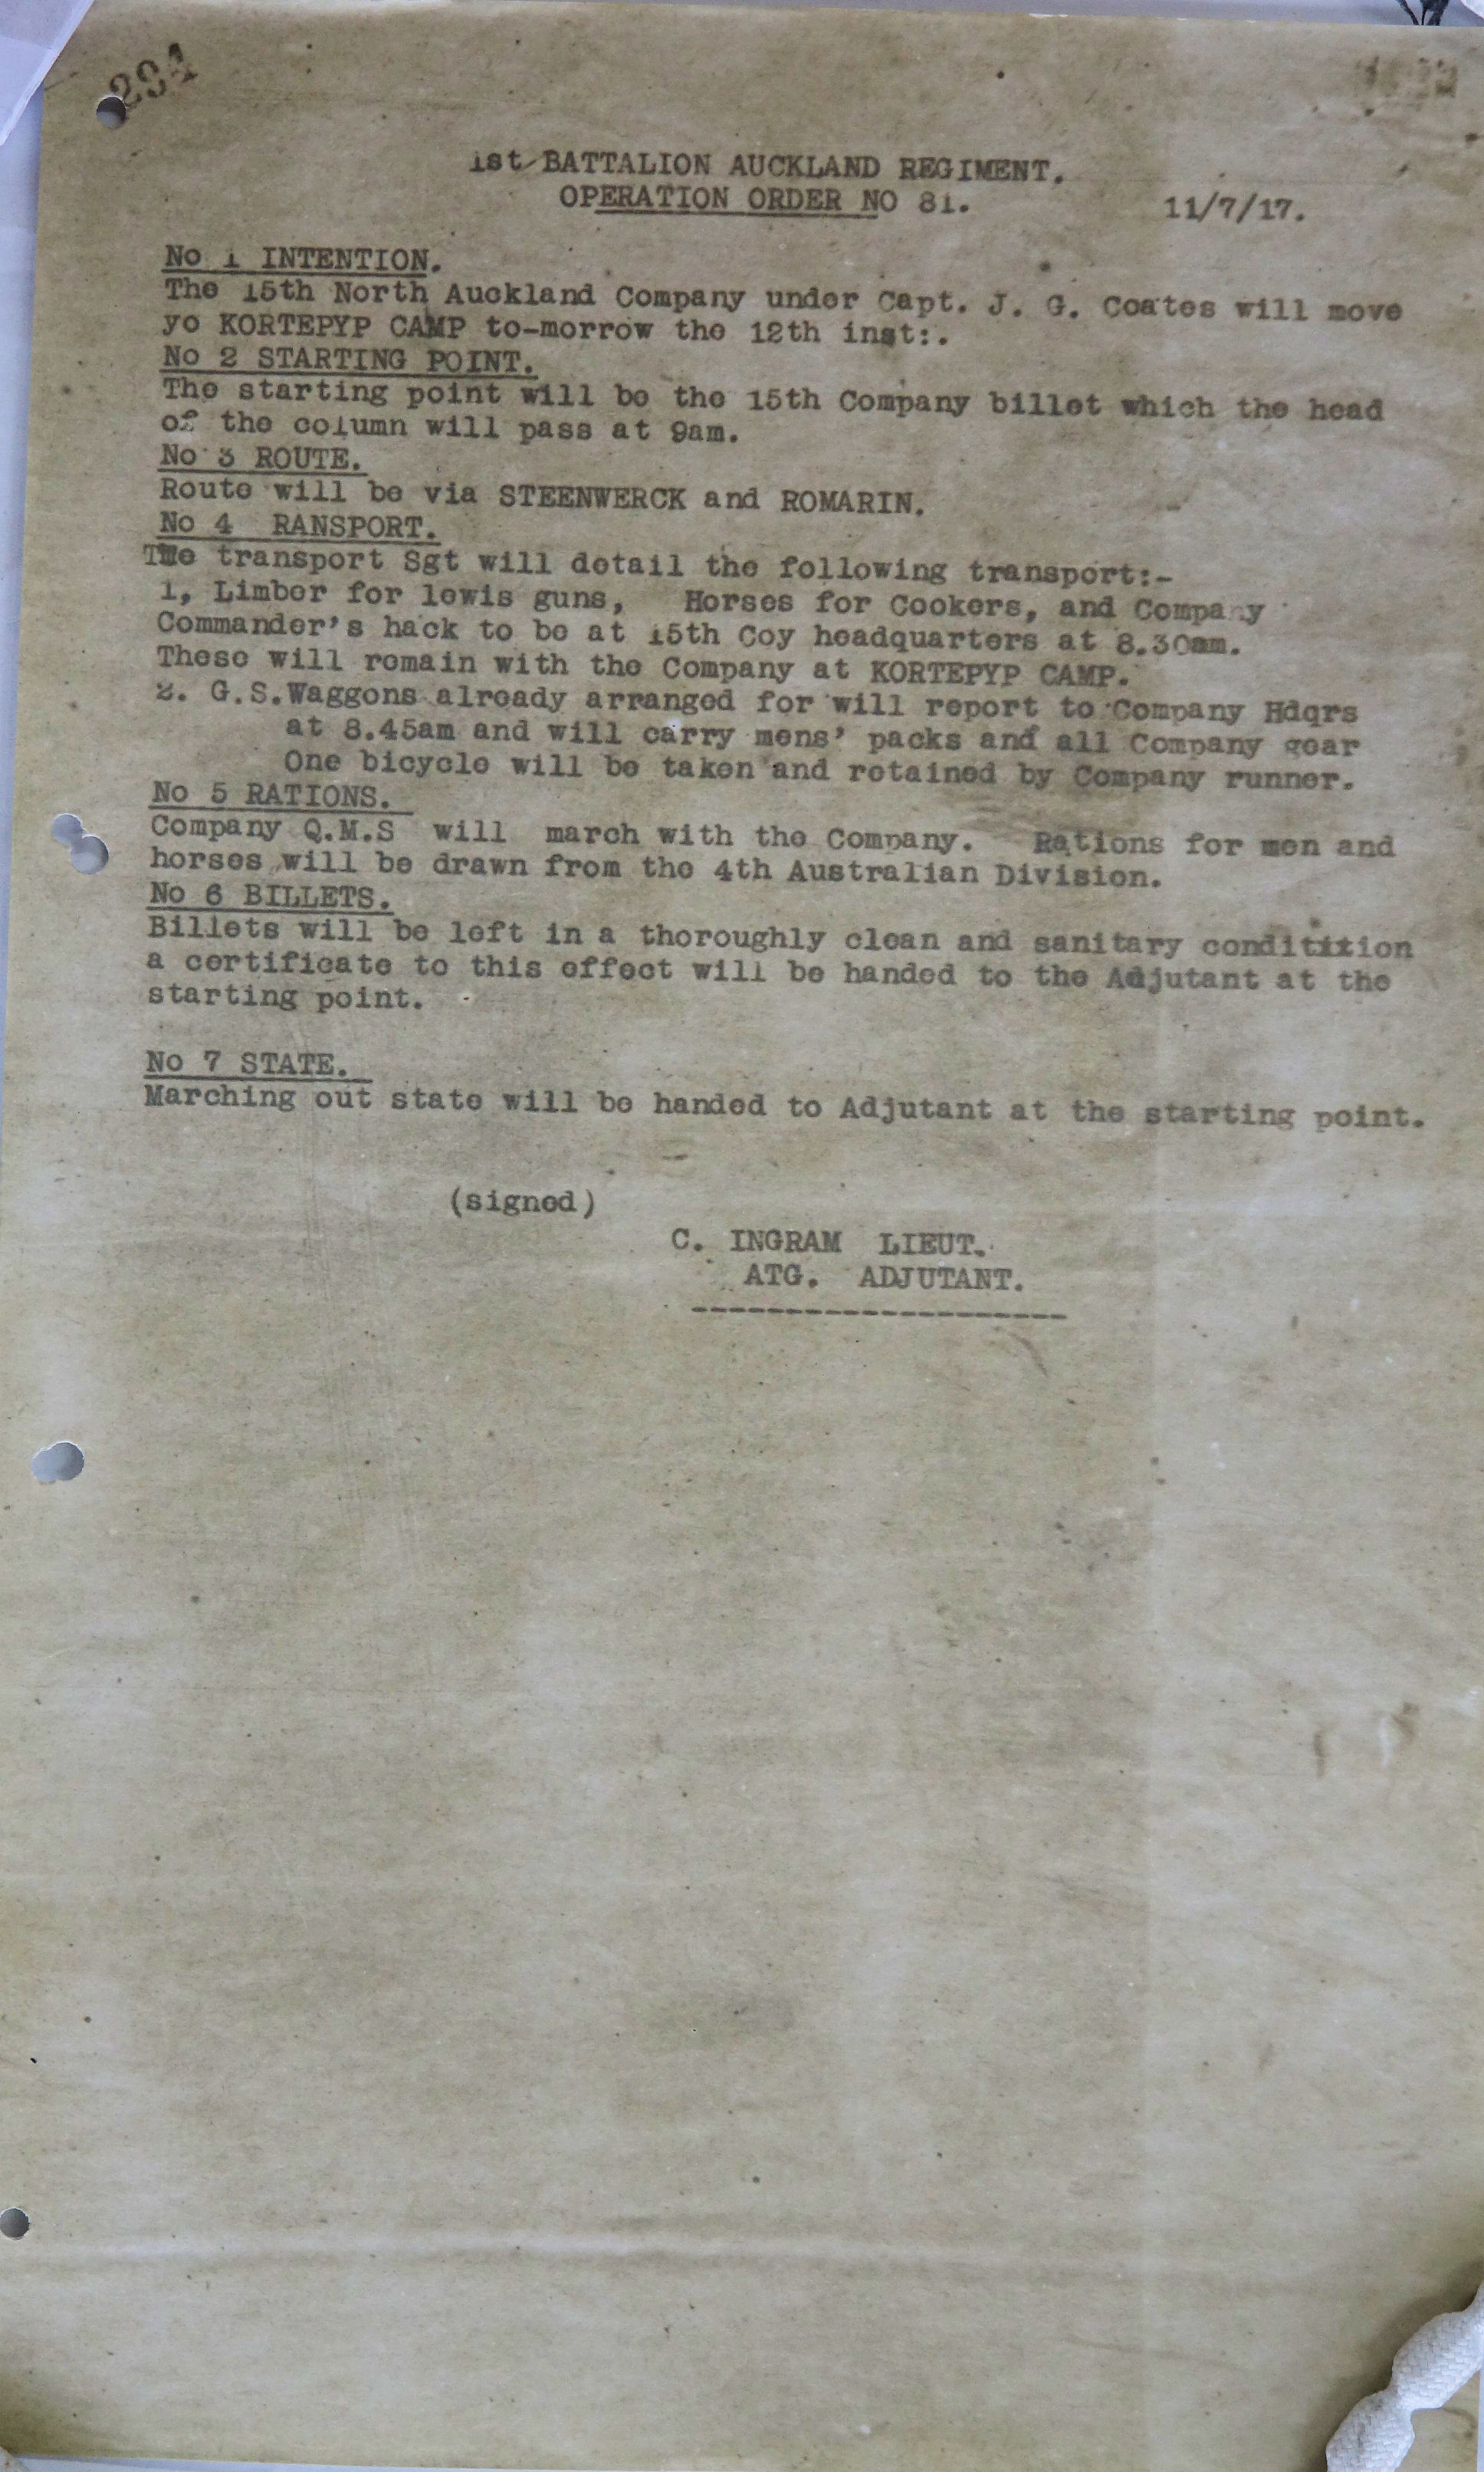 294
1st BATTALION AUCKLAND REGIMENT.
OPERATION ORDER NO 81.
11/7/17.
No 1 INTENTION.
The 15th North Auckland Company under Capt. J. G. Coates will move
yo KORTEPYP CAMP to-morrow the 12th inst:.
No 2 STARTING POINT.
The starting point will be the 15th Company billet which the head
of the column will pass at 9am.
No 3 ROUTE.
Route will be via STEENWERCK and ROMARIN.
No 4 RANSPORT.
The transport Sgt will detail the following transport:-
1, Limber for lewis guns, Horses for Cookers, and Company
Commander's hack to be at 15th Coy headquarters at 8.30am.
These will remain with the Company at KORTEPYP CAMP.
2. G.S.Waggons already arranged for will report to Company Hdqrs
at 8.45am and will carry mens' packs and all Company gear
One bicycle will be taken and retained by Company runner.
No 5 RATIONS.
Company Q.M.S will march with the Company. Rations for men and
horses will be drawn from the 4th Australian Division.
No 6 BILLETS.
Billets will be left in a thoroughly clean and sanitary conditition
a certificate to this effect will be handed to the Adjutant at the
starting point.
No 7 STATE.
Marching out state will be handed to Adjutant at the starting point.
(signed)
C. INGRAM LIEUT.
ATG. ADJUTANT.